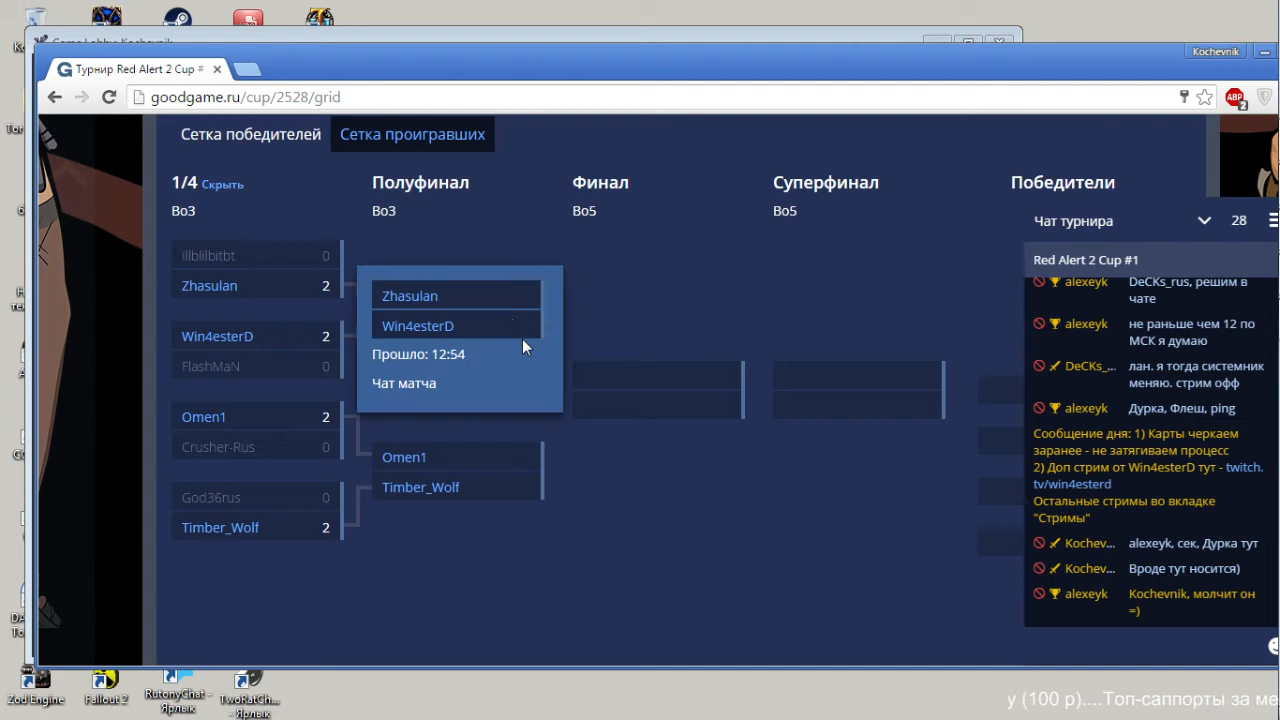 Kochevnik
Турнир Red Alert 2 Cup #
goodgame.ru/cup/2528/grid
ABP
2
Сетка победителей
Сетка проигравших
1/4 Скрыть
Полуфинал
Финал
Суперфинал
Победители
Bo3
Bo3
Bo5
Bo5
Illblilbitbt 0
Zhasulan 2
Win4esterD 2
FlashMaN 0
Omen1 2
Crusher-Rus 0
God36rus 0
Timber_Wolf 2
Zhasulan
Win4esterD
Прошло: 12:54
Чат матча
Omen1
Timber_Wolf
Чат турнира 28
Red Alert 2 Cup #1
alexeyk DeCKs_rus, решим в
чате
alexeyk не раньше чем 12 по
МСК я думаю
DeCKs_... лан. я тогда системник
меняю. стрим офф
alexeyk Дурка, Флеш, ping
Сообщение дня: 1) Карты черкаем
заранее - не затягиваем процесс
2) Доп стрим от Win4esterD тут - twitch.
tv/win4esterd
Остальные стримы во вкладке
"Стримы"
Kochev... alexeyk, сек, Дурка тут
Kochev... Вроде тут носится)
alexeyk Kochevnik, молчит он
=)
Zod Engine
Fallout 2
RutonyChat -
Ярлык
TwoRatCh...
- Ярлык
у (100 р)....Топ-саппорты за ме